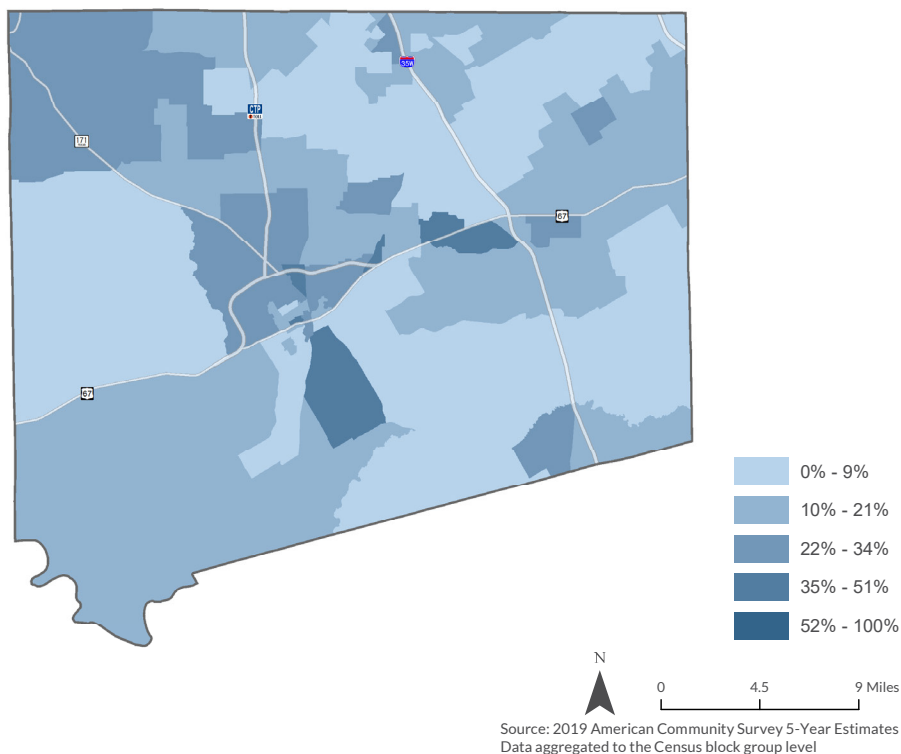 35W
CTP
171
67
67
0% - 9%
10% - 21%
22% - 34%
35% - 51%
52% - 100%
N
0 4.5 9 Miles
Source: 2019 American Community Survey 5-Year Estimates
Data aggregated to the Census block group level